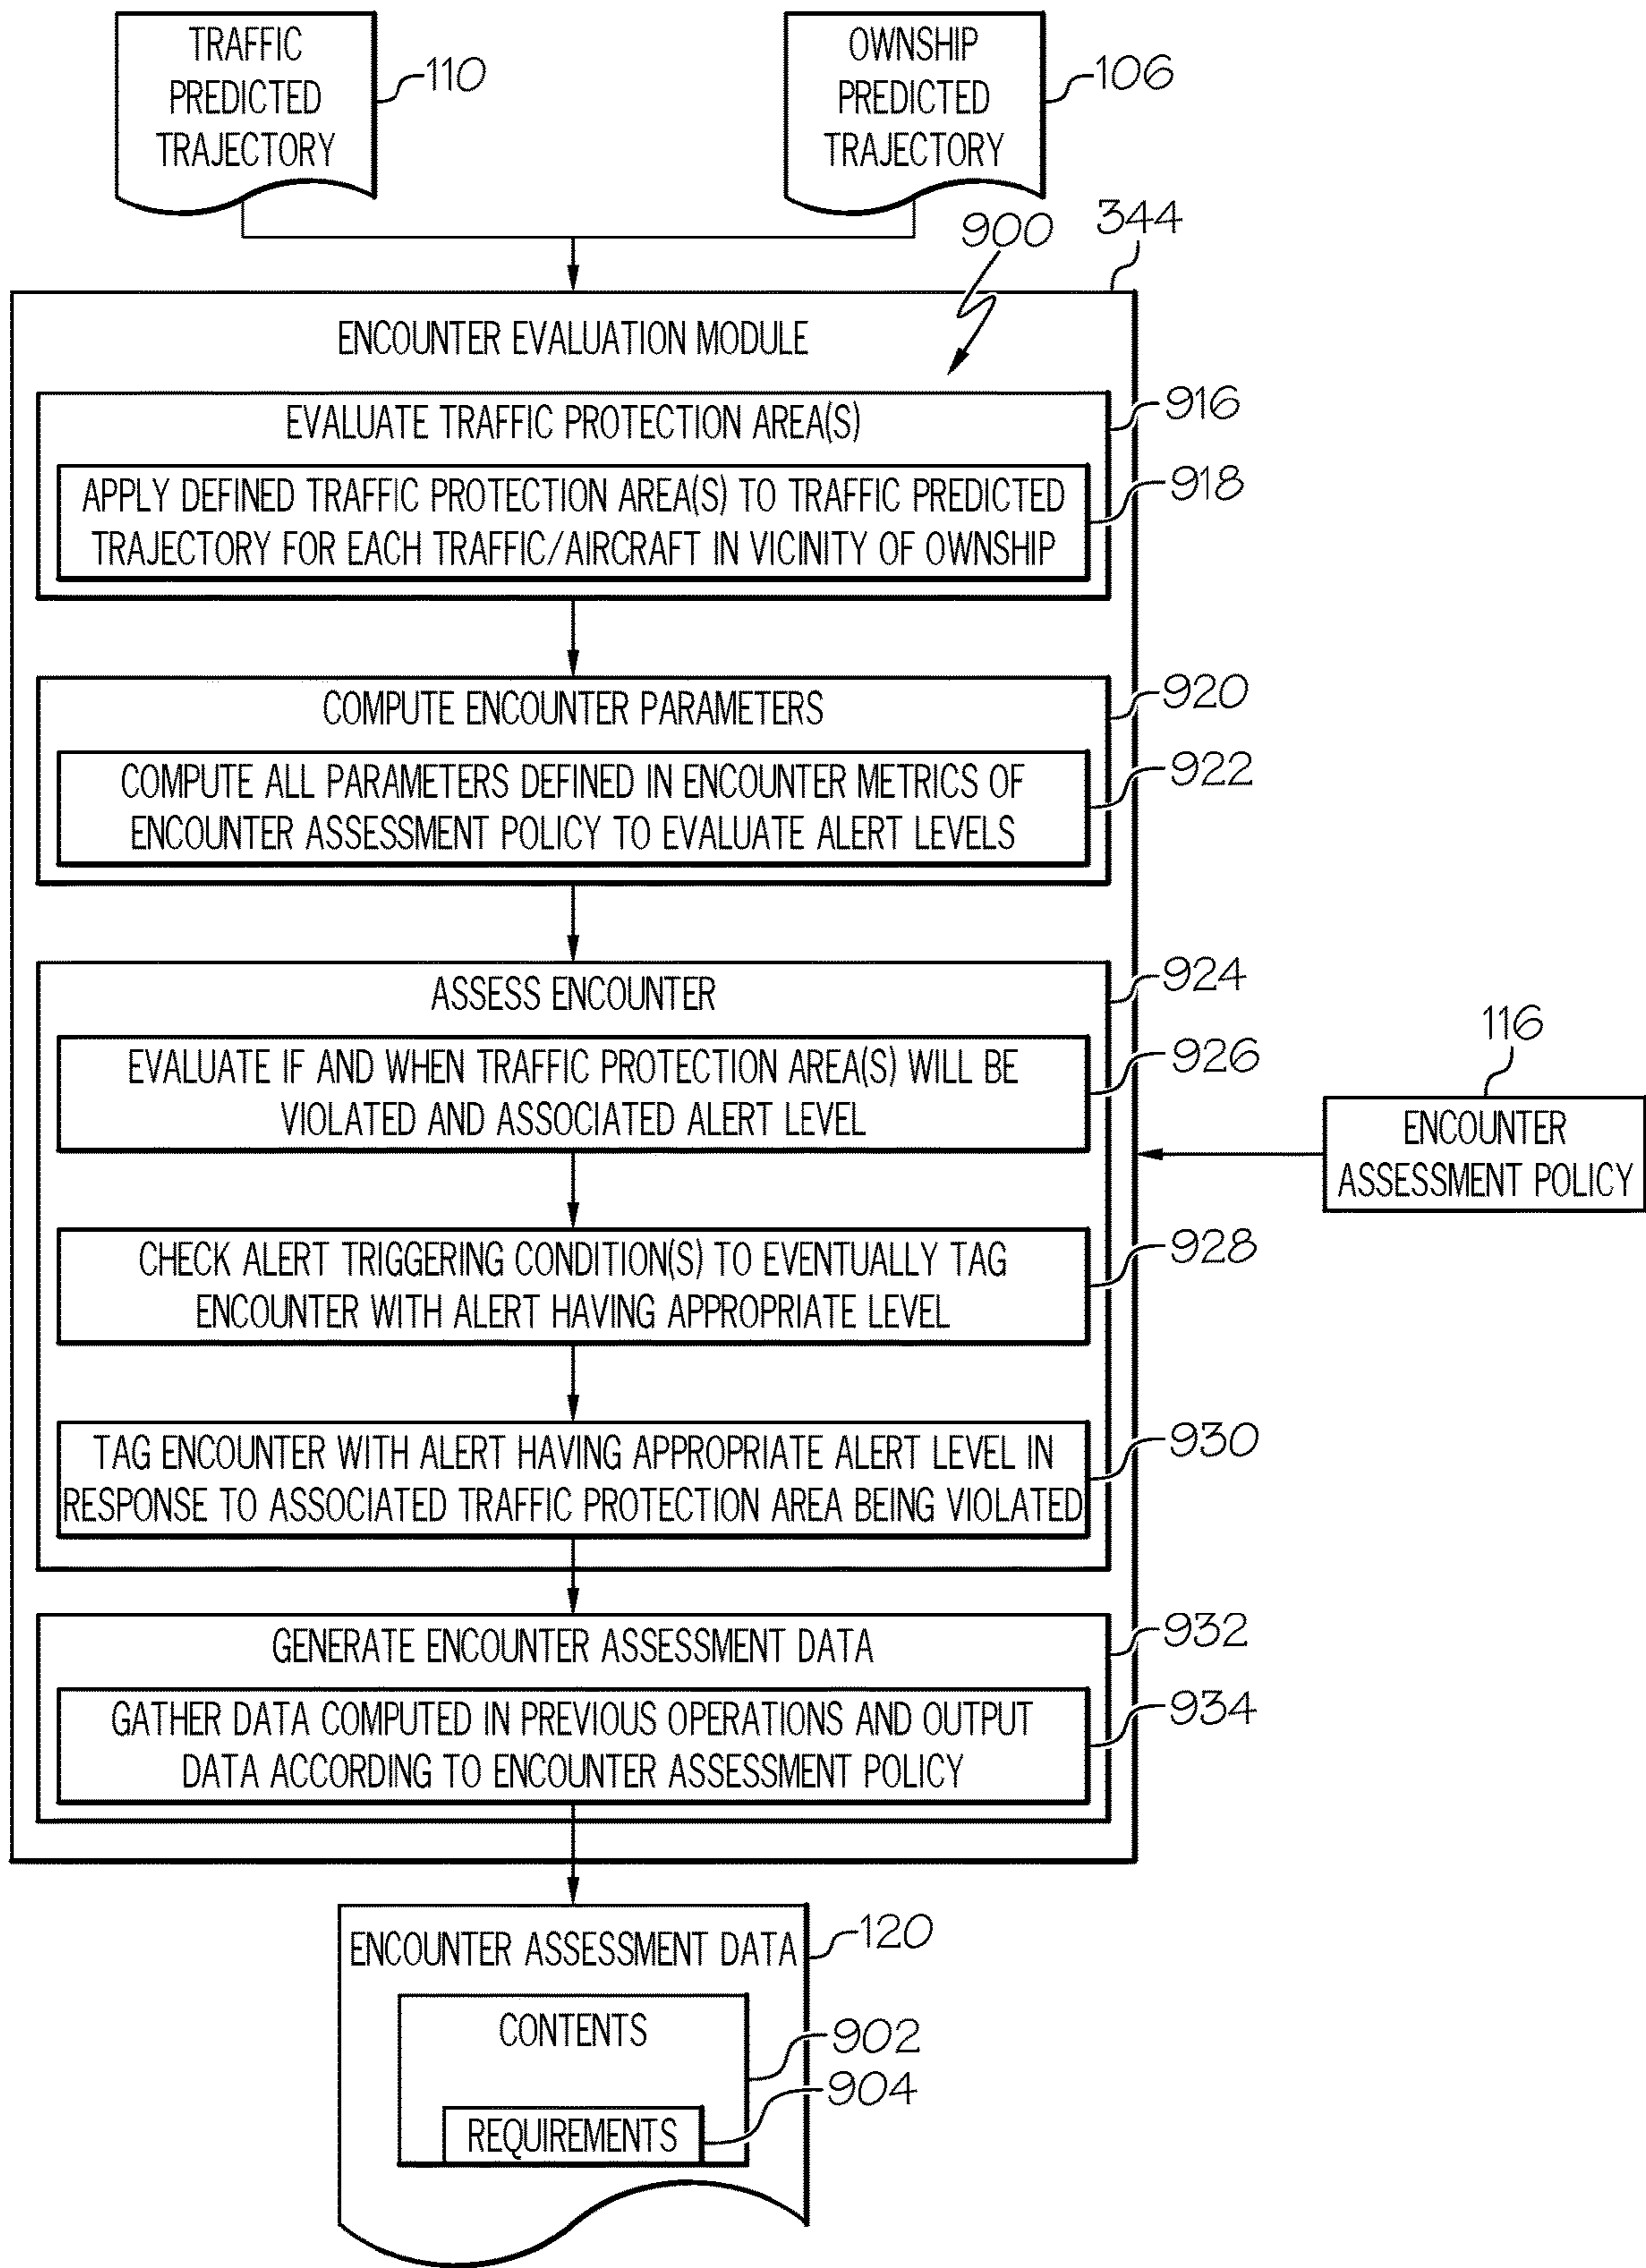 TRAFFIC
PREDICTED
TRAJECTORY
110
OWNSHIP
PREDICTED
TRAJECTORY
106
900
344
ENCOUNTER EVALUATION MODULE
EVALUATE TRAFFIC PROTECTION AREA(S)
916
APPLY DEFINED TRAFFIC PROTECTION AREA(S) TO TRAFFIC PREDICTED
TRAJECTORY FOR EACH TRAFFIC/AIRCRAFT IN VICINITY OF OWNSHIP
918
COMPUTE ENCOUNTER PARAMETERS
920
COMPUTE ALL PARAMETERS DEFINED IN ENCOUNTER METRICS OF
ENCOUNTER ASSESSMENT POLICY TO EVALUATE ALERT LEVELS
922
ASSESS ENCOUNTER
924
EVALUATE IF AND WHEN TRAFFIC PROTECTION AREA(S) WILL BE
VIOLATED AND ASSOCIATED ALERT LEVEL
926
116
ENCOUNTER
ASSESSMENT POLICY
CHECK ALERT TRIGGERING CONDITION(S) TO EVENTUALLY TAG
ENCOUNTER WITH ALERT HAVING APPROPRIATE LEVEL
928
TAG ENCOUNTER WITH ALERT HAVING APPROPRIATE ALERT LEVEL IN
RESPONSE TO ASSOCIATED TRAFFIC PROTECTION AREA BEING VIOLATED
930
GENERATE ENCOUNTER ASSESSMENT DATA
932
GATHER DATA COMPUTED IN PREVIOUS OPERATIONS AND OUTPUT
DATA ACCORDING TO ENCOUNTER ASSESSMENT POLICY
934
ENCOUNTER ASSESSMENT DATA
120
CONTENTS
902
904
REQUIREMENTS